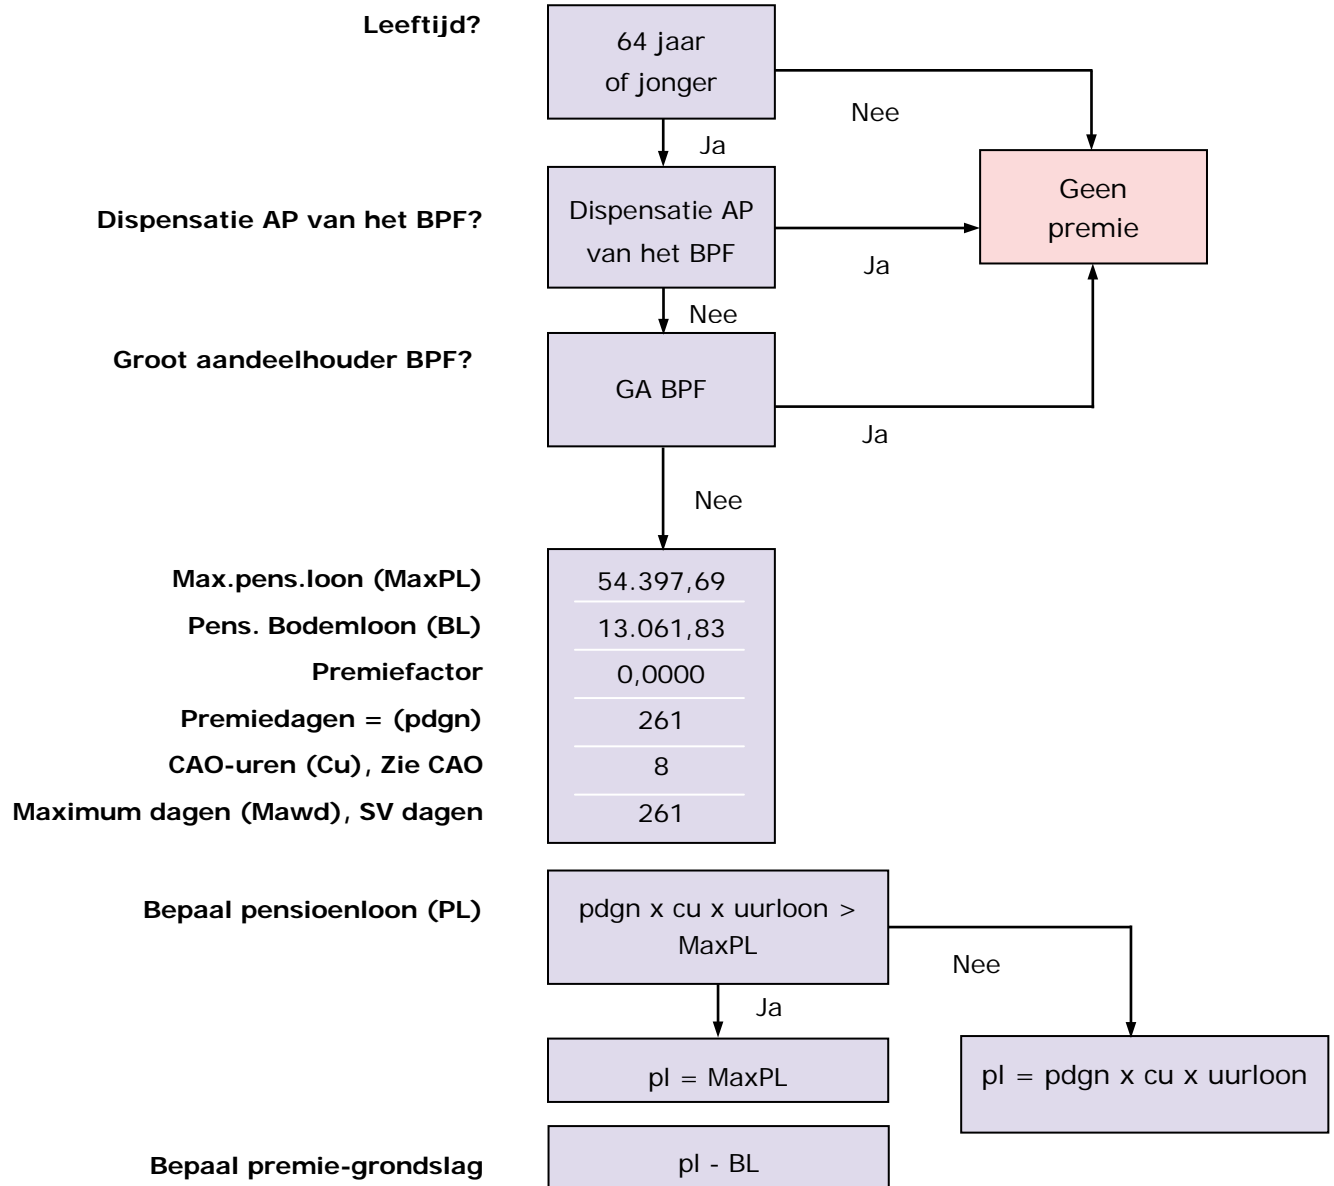 Leeftijd?
64 jaar
of jonger
Nee
Ja
Geen
premie
Dispensatie AP van het BPF?
Dispensatie AP
van het BPF
Ja
Nee
Groot aandeelhouder BPF?
GA BPF
Ja
Nee
Max.pens.loon (MaxPL)
54.397,69
Pens. Bodemloon (BL)
13.061,83
Premiefactor
0,0000
Premiedagen = (pdgn)
261
CAO-uren (Cu), Zie CAO
8
Maximum dagen (Mawd), SV dagen
261
Bepaal pensioenloon (PL)
pdgn x cu x uurloon >
MaxPL
Nee
Ja
pl = MaxPL
pl = pdgn x cu x uurloon
Bepaal premie-grondslag
pl - BL